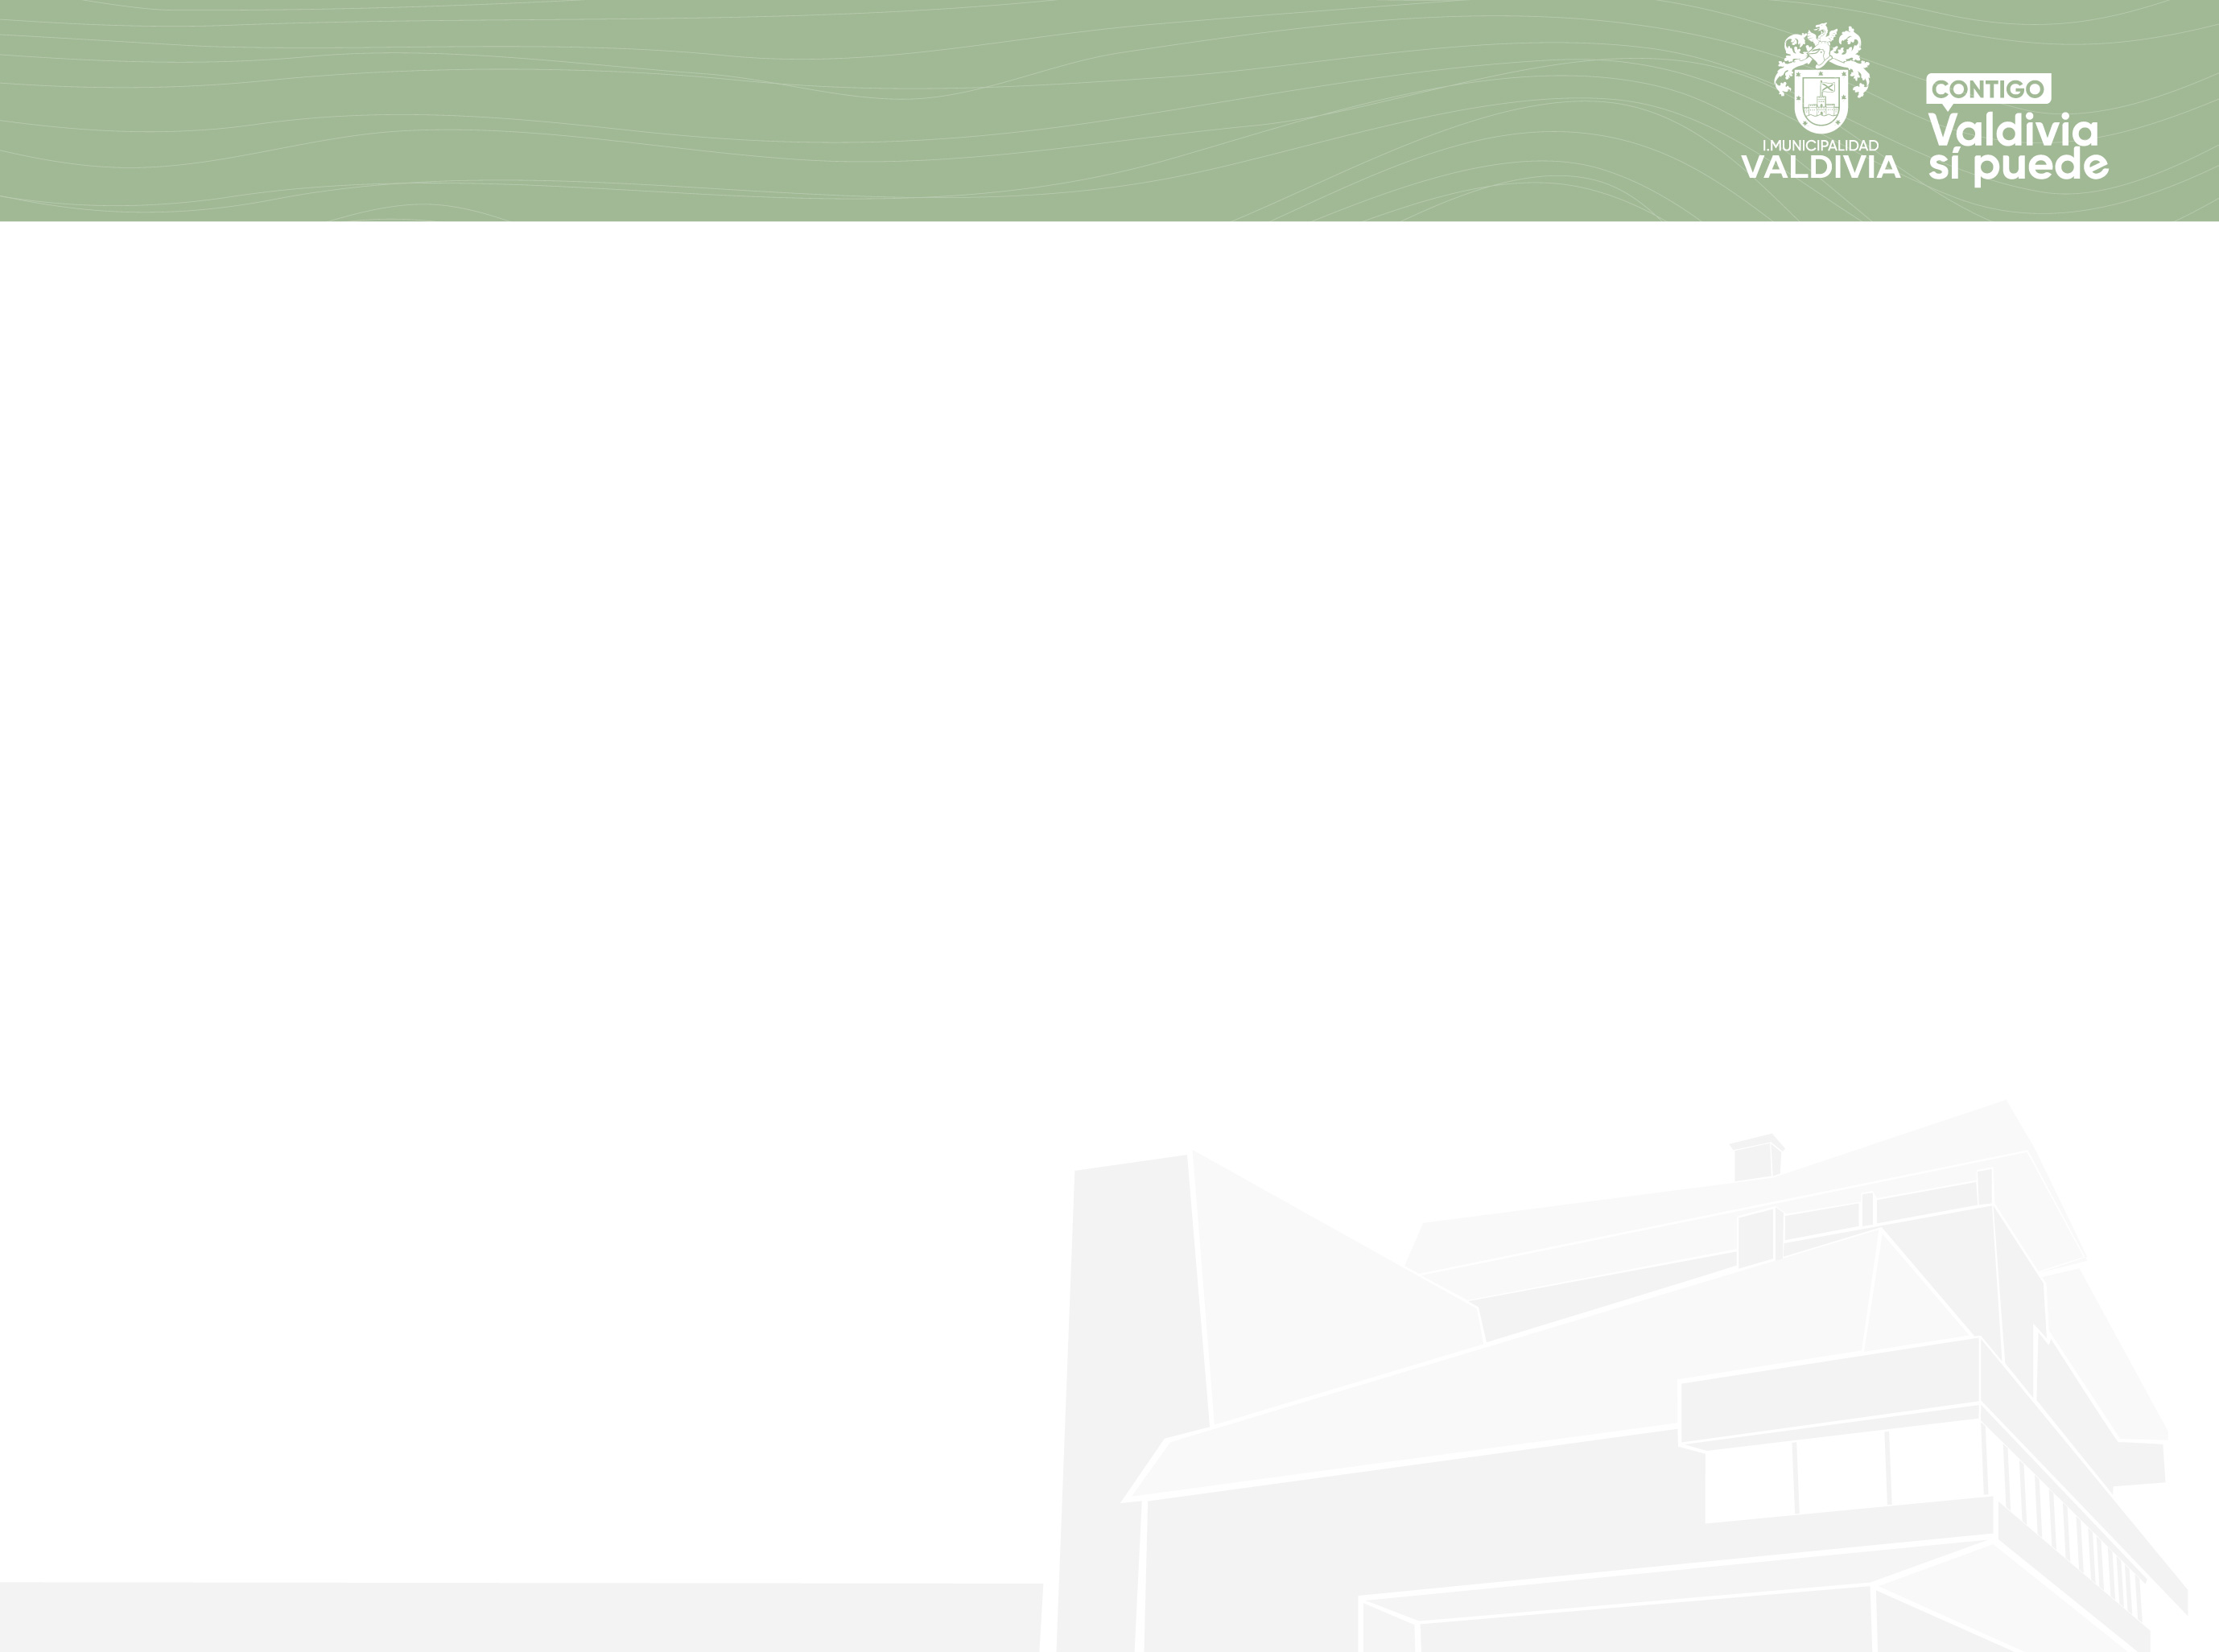 I.MUNICIPALIDAD
VALDIVIA
CONTIGO
Valdivia
sí puede